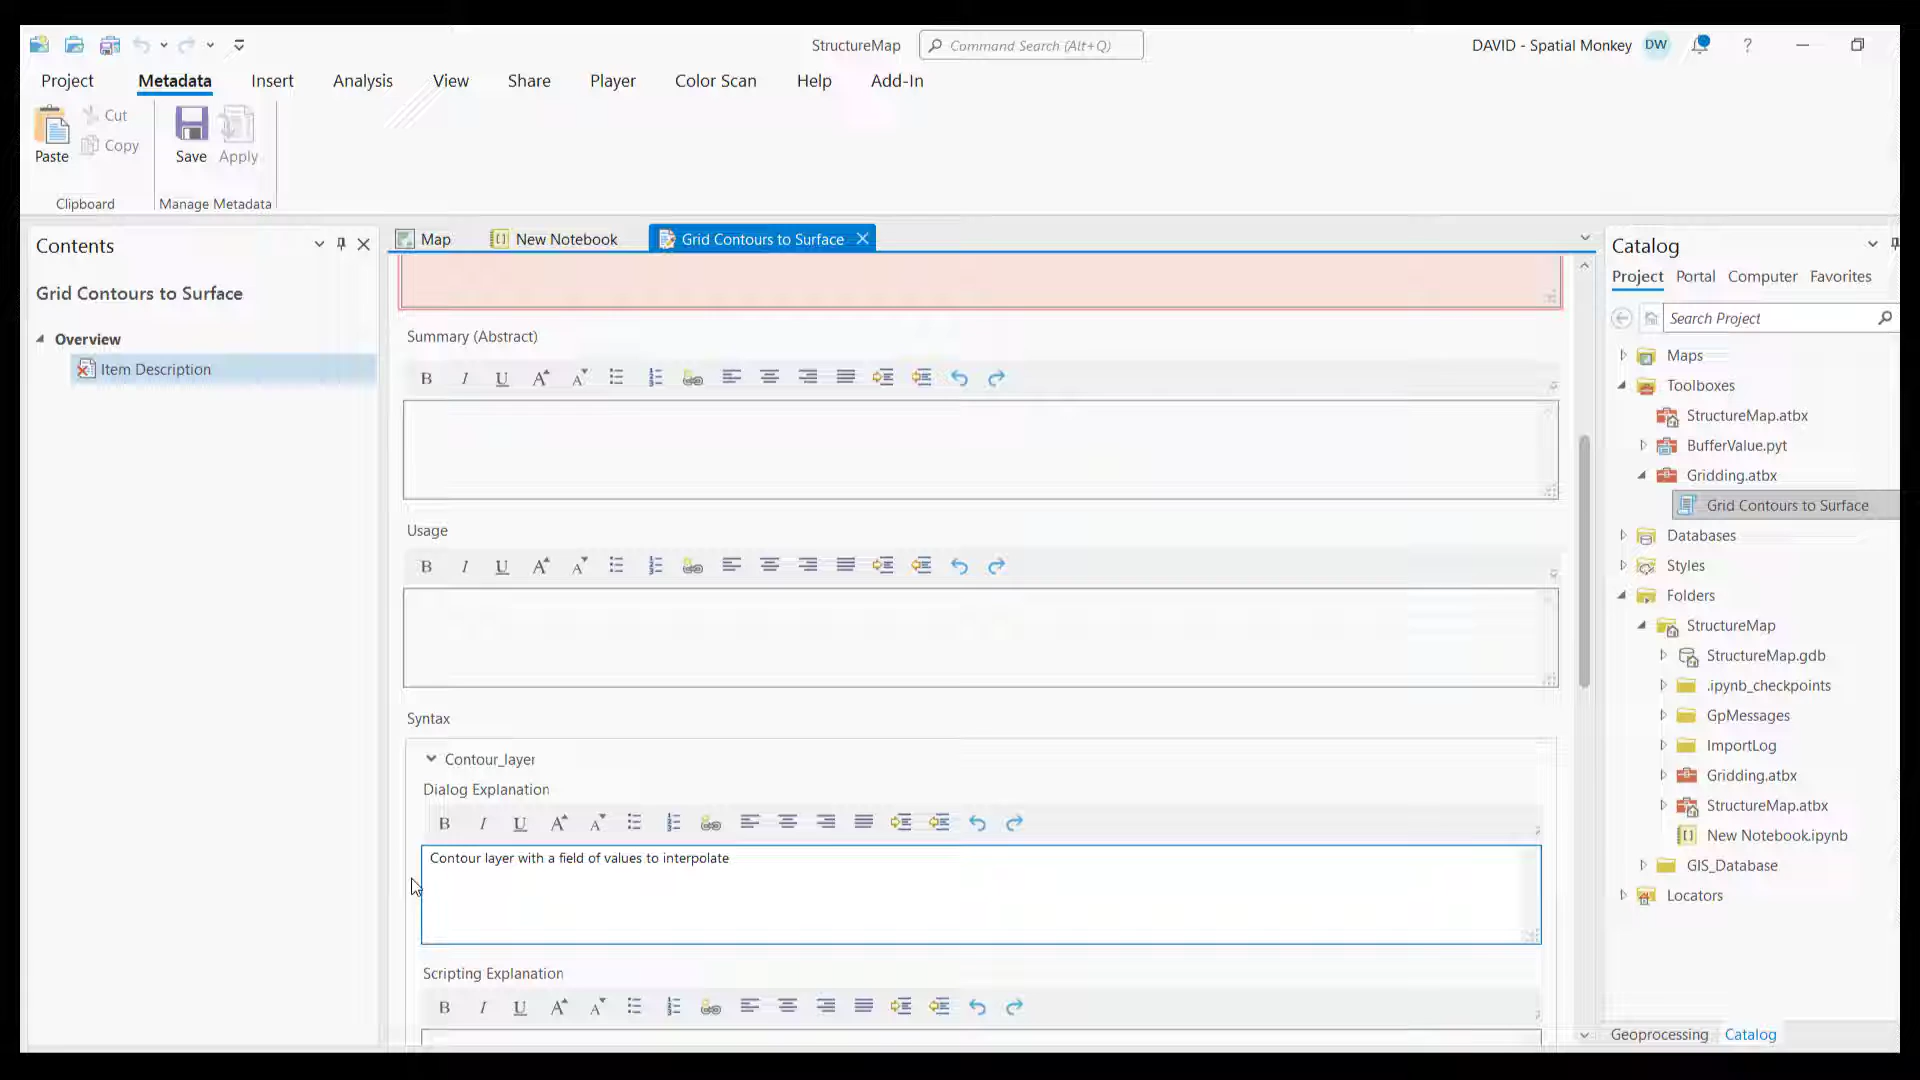 StructureMap
Command Search (Alt+Q)
DAVID - Spatial Monkey
DW
?
Project
Metadata
Insert
Analysis
View
Share
Player
Color Scan
Help
Add-In
Paste
Cut
Copy
Save
Apply
Clipboard
Manage Metadata
Contents
Grid Contours to Surface
Overview
Item Description
Map
New Notebook
Grid Contours to Surface
Summary (Abstract)
B I U A A
Usage
B I U A A
Syntax
Contour_layer
Dialog Explanation
B I U A A
Contour layer with a field of values to interpolate
Scripting Explanation
B I U A A
Catalog
Project
Portal
Computer
Favorites
Search Project
Maps
Toolboxes
StructureMap.atbx
BufferValue.pyt
Gridding.atbx
Grid Contours to Surface
Databases
Styles
Folders
StructureMap
StructureMap.gdb
.ipynb_checkpoints
GpMessages
ImportLog
Gridding.atbx
StructureMap.atbx
New Notebook.ipynb
GIS_Database
Locators
Geoprocessing
Catalog